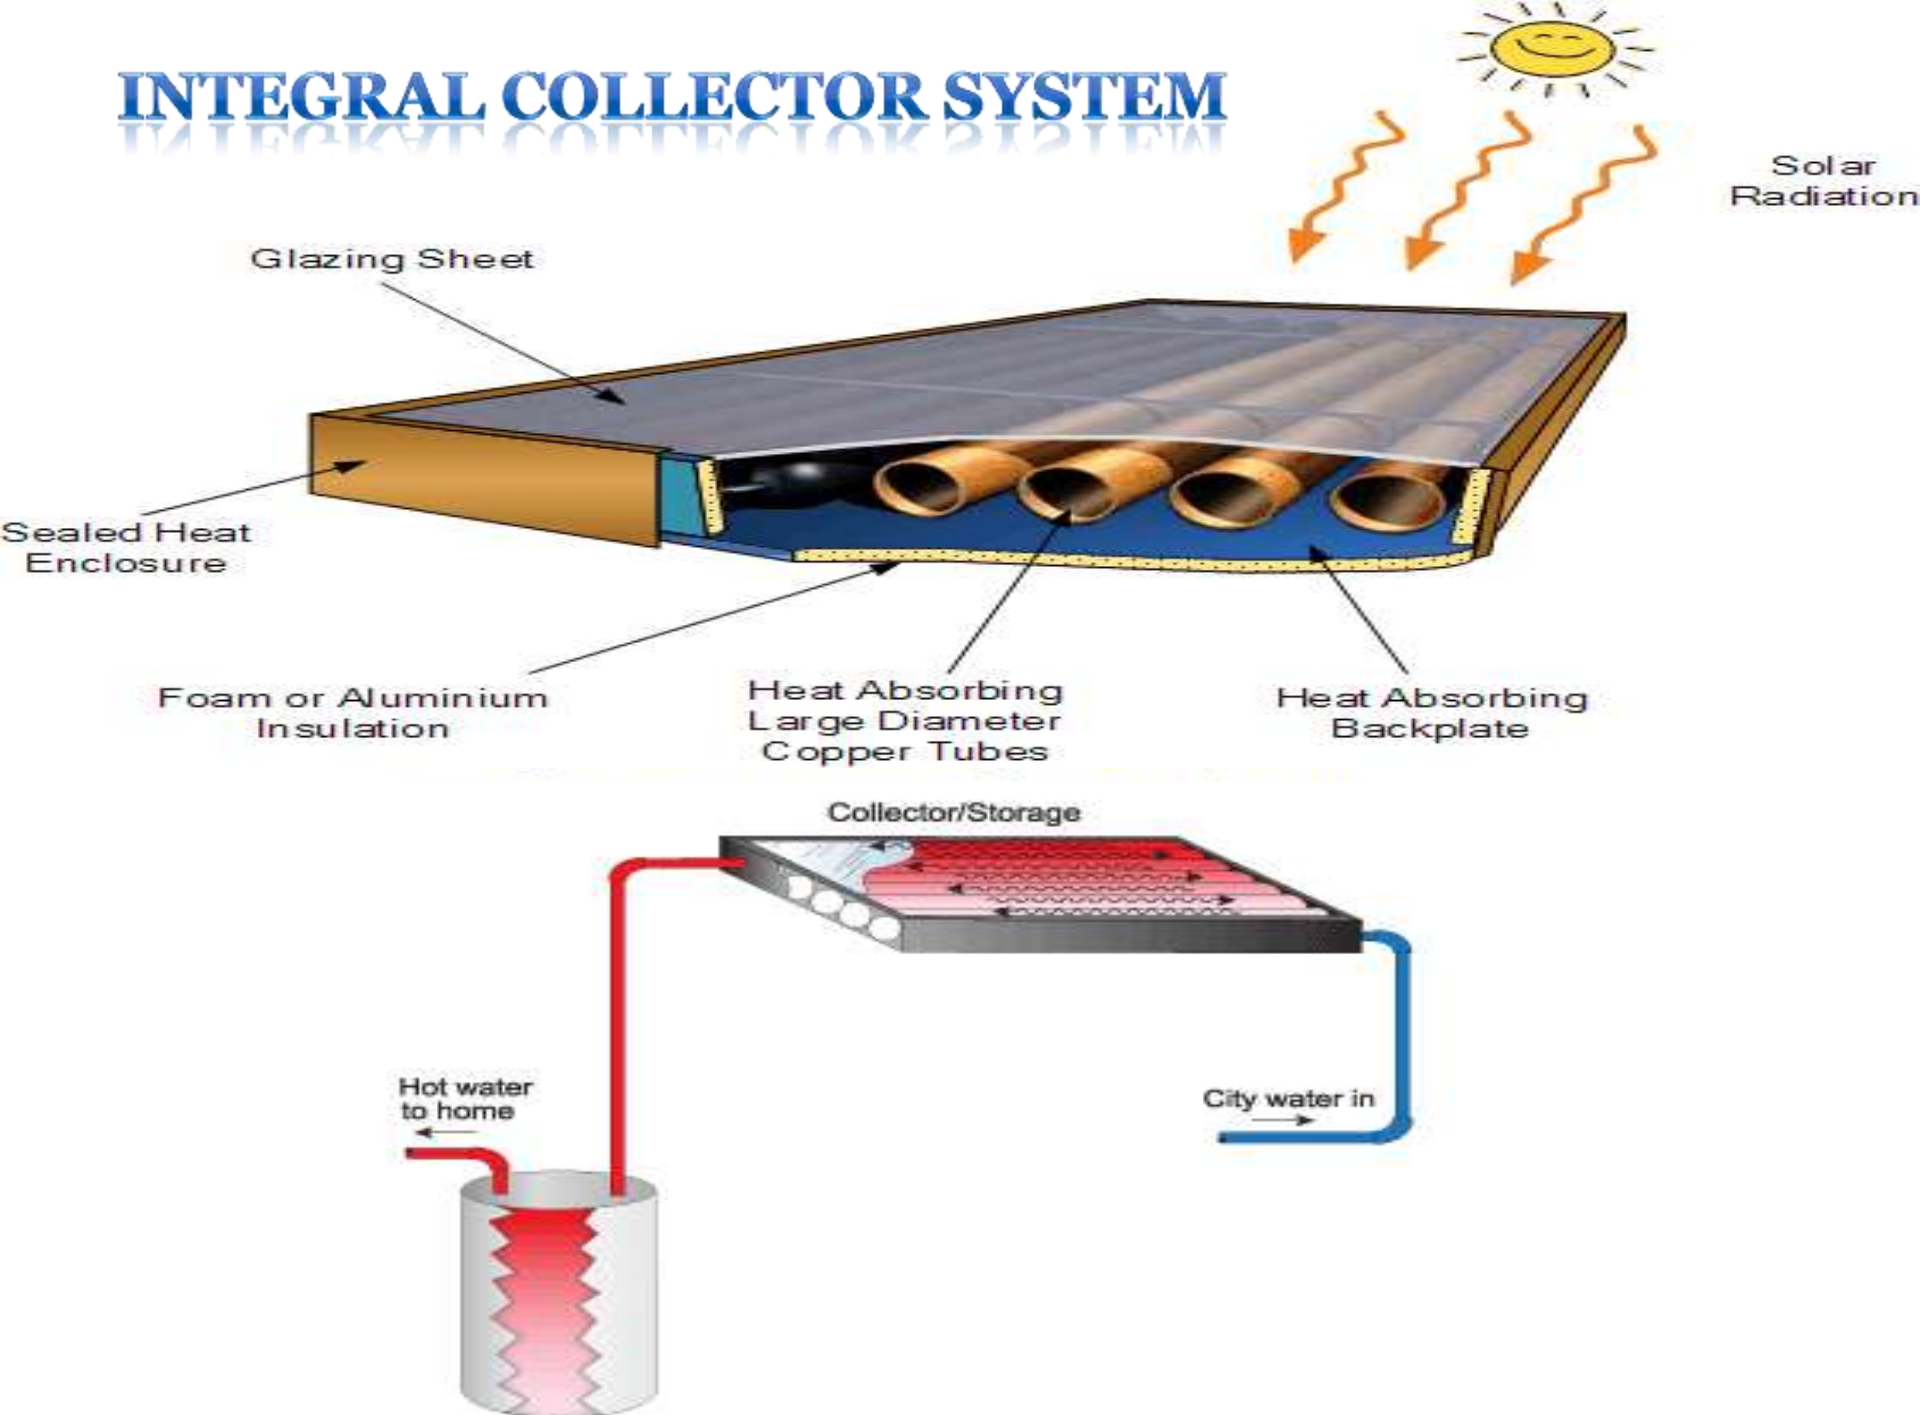 INTEGRAL COLLECTOR SYSTEM
Solar
Radiation
Glazing Sheet
Sealed Heat
Enclosure
Foam or Aluminium
Insulation
Heat Absorbing
Large Diameter
Copper Tubes
Heat Absorbing
Backplate
Collector/Storage
Hot water
to home
City water in